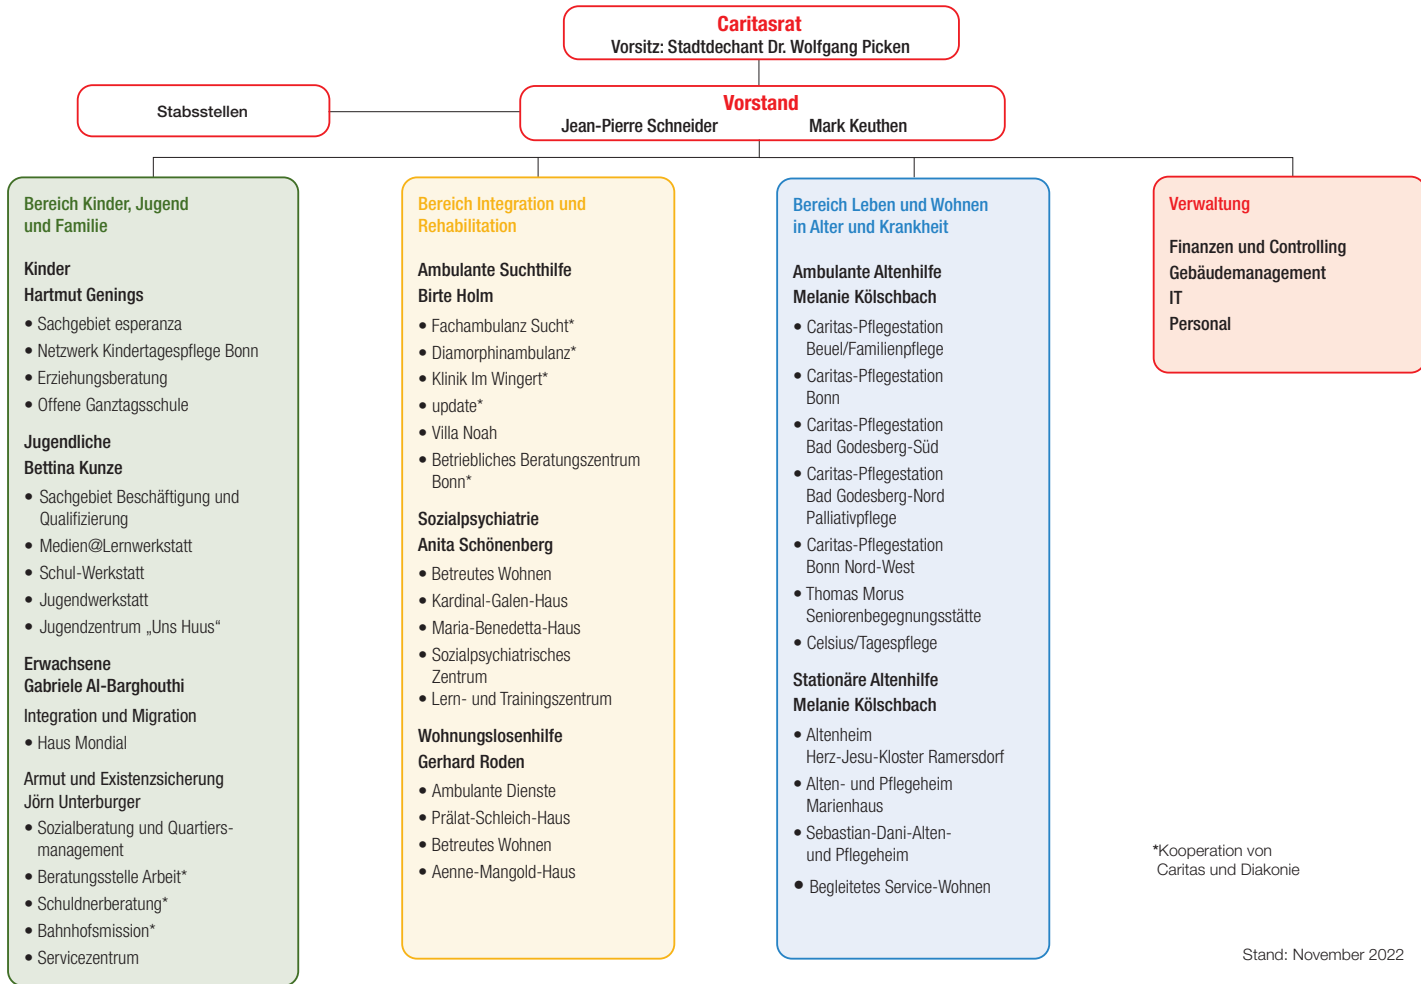 Caritasrat
Vorsitz: Stadtdechant Dr. Wolfgang Picken
Stabsstellen
Vorstand
Jean-Pierre Schneider Mark Keuthen
Bereich Kinder, Jugend
und Familie
Kinder
Hartmut Genings
• Sachgebiet esperanza
• Netzwerk Kindertagespflege Bonn
• Erziehungsberatung
• Offene Ganztagsschule
Jugendliche
Bettina Kunze
• Sachgebiet Beschäftigung und
Qualifizierung
• Medien@Lernwerkstatt
• Schul-Werkstatt
• Jugendwerkstatt
• Jugendzentrum „Uns Huus“
Erwachsene
Gabriele Al-Barghouthi
Integration und Migration
• Haus Mondial
Armut und Existenzsicherung
Jörn Unterburger
• Sozialberatung und Quartiers-
management
• Beratungsstelle Arbeit*
• Schuldnerberatung*
• Bahnhofsmission*
• Servicezentrum
Bereich Integration und
Rehabilitation
Ambulante Suchthilfe
Birte Holm
• Fachambulanz Sucht*
• Diamorphinambulanz*
• Klinik Im Wingert*
• update*
• Villa Noah
• Betriebliches Beratungszentrum
Bonn*
Sozialpsychiatrie
Anita Schönenberg
• Betreutes Wohnen
• Kardinal-Galen-Haus
• Maria-Benedetta-Haus
• Sozialpsychiatrisches
Zentrum
• Lern- und Trainingszentrum
Wohnungslosenhilfe
Gerhard Roden
• Ambulante Dienste
• Prälat-Schleich-Haus
• Betreutes Wohnen
• Aenne-Mangold-Haus
Bereich Leben und Wohnen
in Alter und Krankheit
Ambulante Altenhilfe
Melanie Kölschbach
• Caritas-Pflegestation
Beuel/Familienpflege
• Caritas-Pflegestation
Bonn
• Caritas-Pflegestation
Bad Godesberg-Süd
• Caritas-Pflegestation
Bad Godesberg-Nord
Palliativpflege
• Caritas-Pflegestation
Bonn Nord-West
• Thomas Morus
Seniorenbegegnungsstätte
• Celsius/Tagespflege
Stationäre Altenhilfe
Melanie Kölschbach
• Altenheim
Herz-Jesu-Kloster Ramersdorf
• Alten- und Pflegeheim
Marienhaus
• Sebastian-Dani-Alten-
und Pflegeheim
• Begleitetes Service-Wohnen
Verwaltung
Finanzen und Controlling
Gebäudemanagement
IT
Personal
*Kooperation von
Caritas und Diakonie
Stand: November 2022